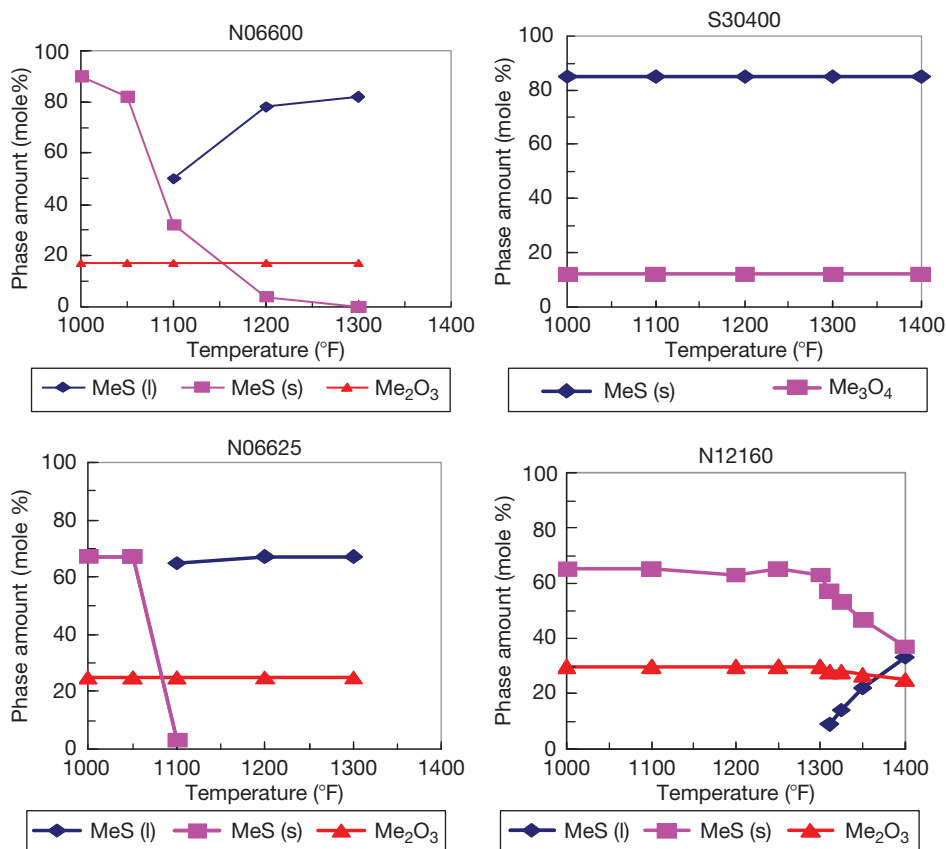 N06600
Phase amount (mole%)
100
80
60
40
20
0
1000 1100 1200 1300 1400
Temperature (°F)
MeS (l) MeS (s) Me₂O₃
S30400
Phase amount (mole %)
100
80
60
40
20
0
1000 1100 1200 1300 1400
Temperature (°F)
MeS (s) Me₃O₄
N06625
Phase amount (mole %)
100
80
60
40
20
0
1000 1100 1200 1300 1400
Temperature (°F)
MeS (l) MeS (s) Me₂O₃
N12160
Phase amount (mole %)
100
80
60
40
20
0
1000 1100 1200 1300 1400
Temperature (°F)
MeS (l) MeS (s) Me₂O₃